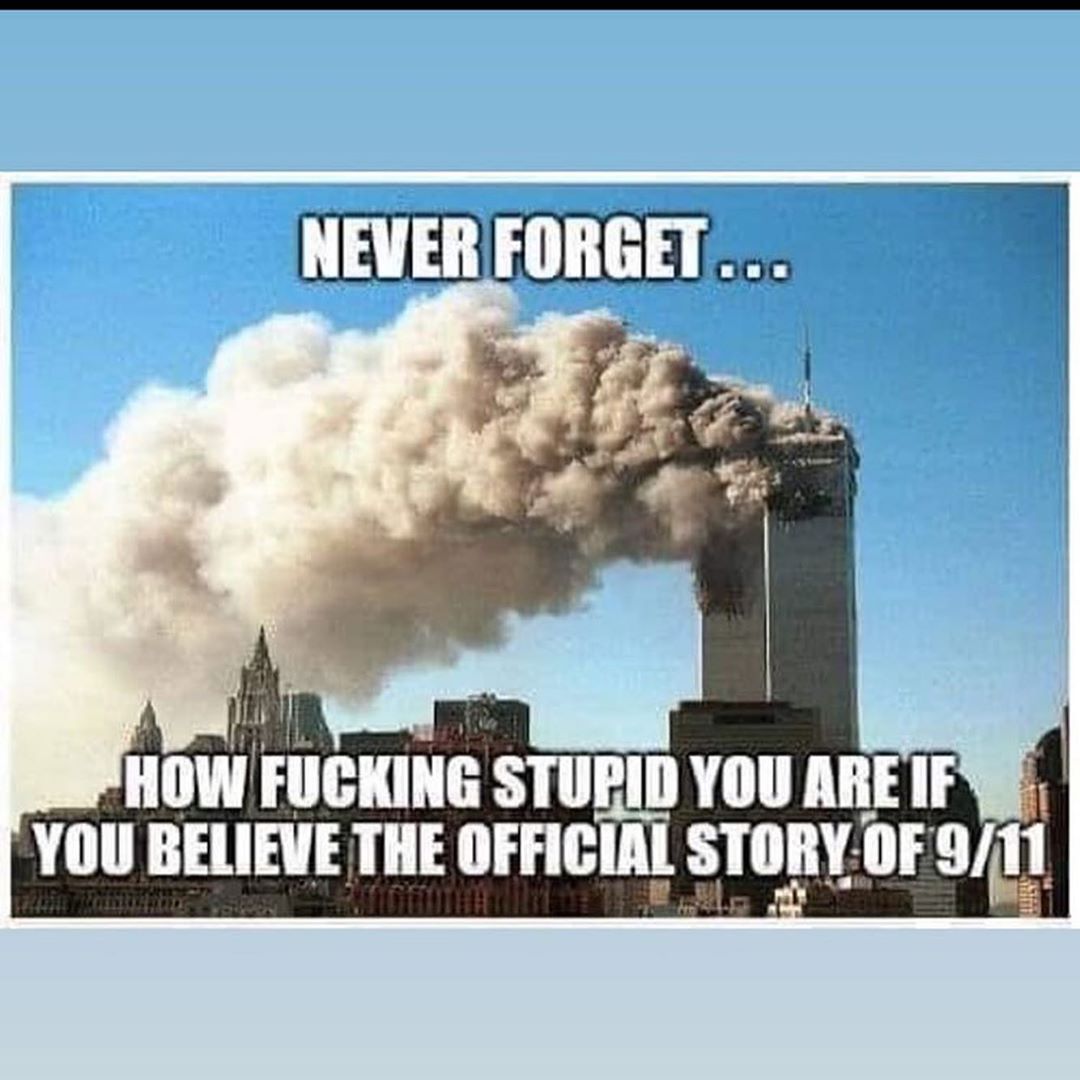 NEVER FORGET...
HOW FUCKING STUPID YOU ARE IF
YOU BELIEVE THE OFFICIAL STORY OF 9/11